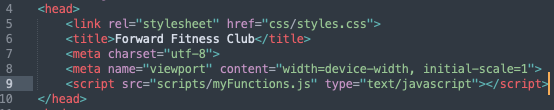 4 <head>
5 <link rel="stylesheet" href="css/styles.css">
6 <title>Forward Fitness Club</title>
7 <meta charset="utf-8">
8 <meta name="viewport" content="width=device-width, initial-scale=1">
9 <script src="scripts/myFunctions.js" type="text/javascript"></script>
10 </head>